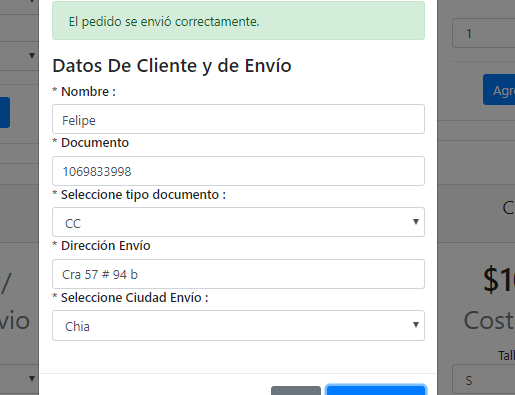 El pedido se envió correctamente.
Datos De Cliente y de Envío
* Nombre :
Felipe
* Documento
1069833998
* Seleccione tipo documento :
CC
* Dirección Envío
Cra 57 # 94 b
* Seleccione Ciudad Envío :
Chia
1
Agre
C
$1
Cost
Tall
S
/
vio